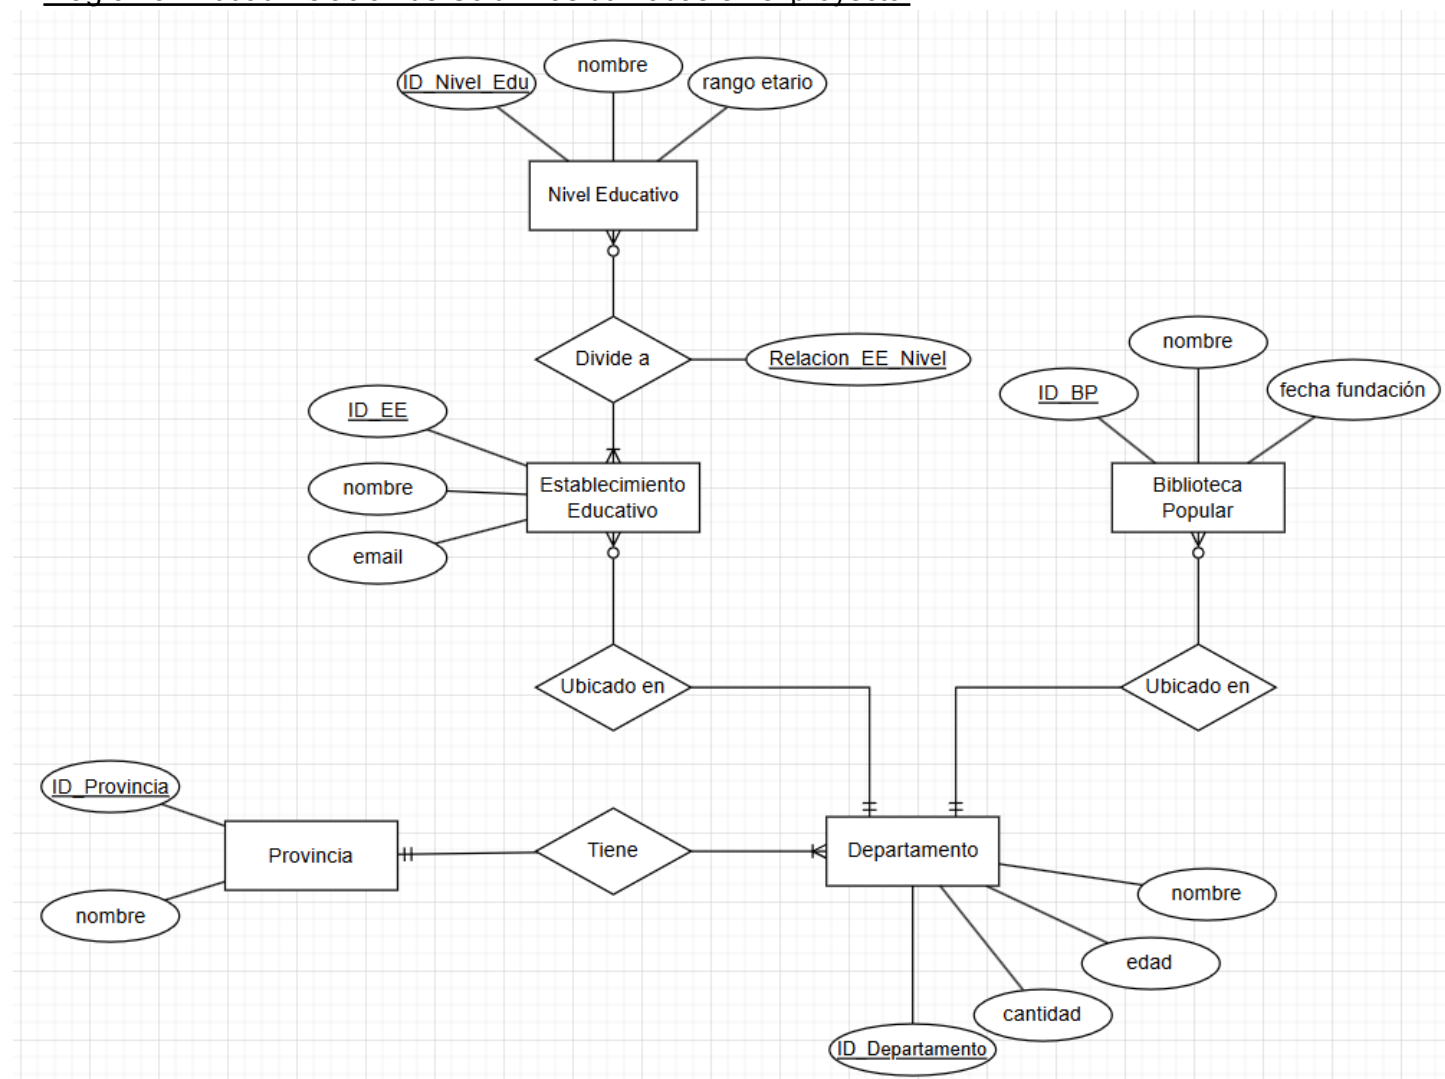 nombre
ID_Nivel_Edu
rango etario
Nivel Educativo
Divide a
Relacion_EE_Nivel
nombre
ID_BP
fecha fundación
ID_EE
nombre
email
Establecimiento
Educativo
Biblioteca
Popular
Ubicado en
Ubicado en
ID_Provincia
Provincia
nombre
Tiene
Departamento
nombre
edad
cantidad
ID_Departamento